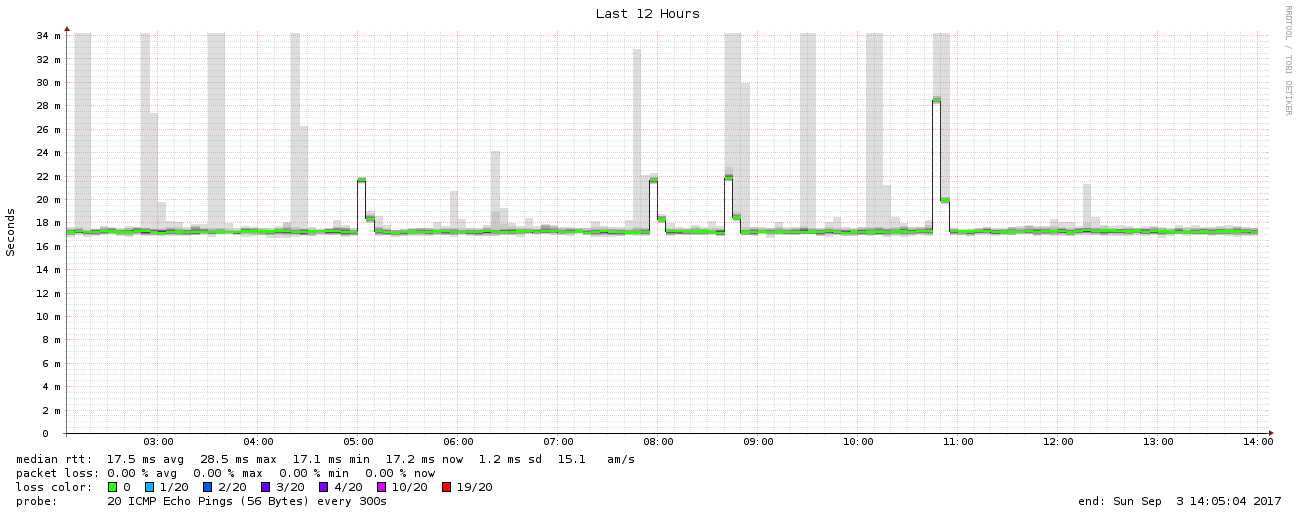 Last 12 Hours
RRDTOOL / TOBI OETIKER
Seconds
34 m
32 m
30 m
28 m
26 m
24 m
22 m
20 m
18 m
16 m
14 m
12 m
10 m
8 m
6 m
4 m
2 m
0
03:00 04:00 05:00 06:00 07:00 08:00 09:00 10:00 11:00 12:00 13:00 14:00
median rtt: 17.5 ms avg 28.5 ms max 17.1 ms min 17.2 ms now 1.2 ms sd 15.1 am/s
packet loss: 0.00 % avg 0.00 % max 0.00 % min 0.00 % now
loss color: 0 1/20 2/20 3/20 4/20 10/20 19/20
probe: 20 ICMP Echo Pings (56 Bytes) every 300s end: Sun Sep 3 14:05:04 2017